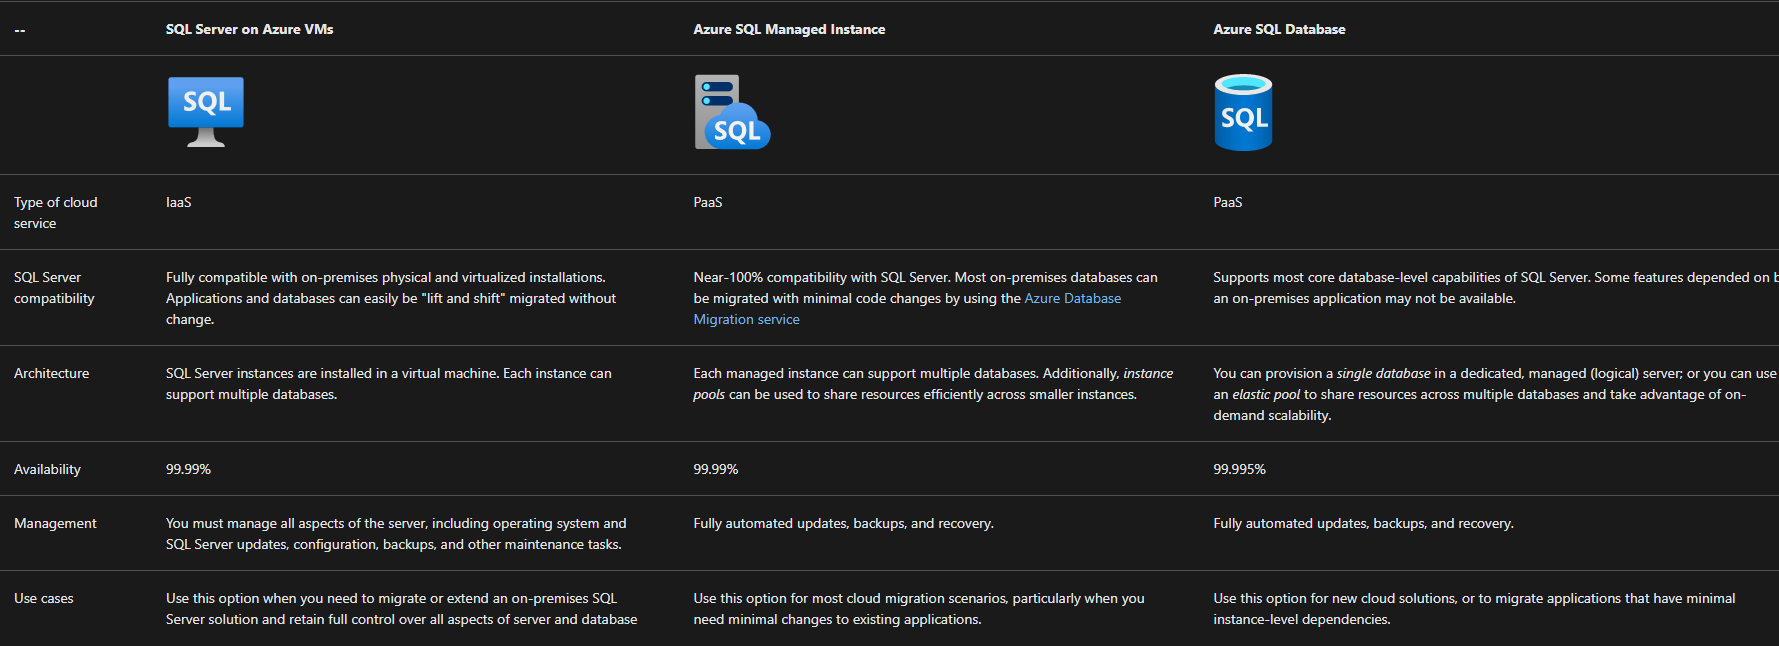 -- SQL Server on Azure VMs Azure SQL Managed Instance Azure SQL Database
SQL SQL SQL
Type of cloud
service
IaaS
PaaS
PaaS
SQL Server
compatibility
Fully compatible with on-premises physical and virtualized installations.
Applications and databases can easily be "lift and shift" migrated without
change.
Near-100% compatibility with SQL Server. Most on-premises databases can
be migrated with minimal code changes by using the Azure Database
Migration service
Supports most core database-level capabilities of SQL Server. Some features depended on
an on-premises application may not be available.
Architecture
SQL Server instances are installed in a virtual machine. Each instance can
support multiple databases.
Each managed instance can support multiple databases. Additionally, instance
pools can be used to share resources efficiently across smaller instances.
You can provision a single database in a dedicated, managed (logical) server; or you can use
an elastic pool to share resources across multiple databases and take advantage of on-
demand scalability.
Availability
99.99%
99.99%
99.995%
Management
You must manage all aspects of the server, including operating system and
SQL Server updates, configuration, backups, and other maintenance tasks.
Fully automated updates, backups, and recovery.
Fully automated updates, backups, and recovery.
Use cases
Use this option when you need to migrate or extend an on-premises SQL
Server solution and retain full control over all aspects of server and database
Use this option for most cloud migration scenarios, particularly when you
need minimal changes to existing applications.
Use this option for new cloud solutions, or to migrate applications that have minimal
instance-level dependencies.